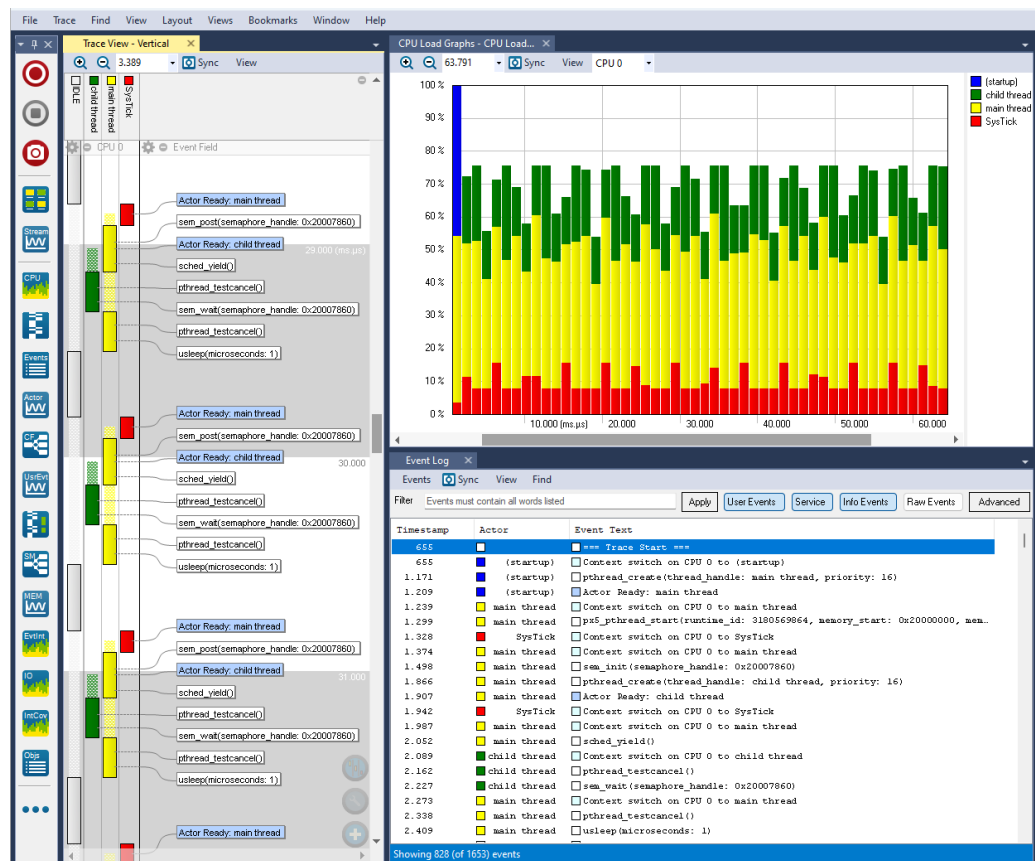 File Trace Find View Layout Views Bookmarks Window Help
Trace View - Vertical
3.389 Sync View
IDLE
child thread
main thread
SysTick
CPU 0 Event Field
Actor Ready: main thread
sem_post(semaphore_handle: 0x20007860)
Actor Ready: child thread
29.000 (ms.µs)
sched_yield()
pthread_testcancel()
sem_wait(semaphore_handle: 0x20007860)
pthread_testcancel()
usleep(microseconds: 1)
Actor Ready: main thread
sem_post(semaphore_handle: 0x20007860)
Actor Ready: child thread
30.000
sched_yield()
pthread_testcancel()
sem_wait(semaphore_handle: 0x20007860)
pthread_testcancel()
usleep(microseconds: 1)
Actor Ready: main thread
sem_post(semaphore_handle: 0x20007860)
Actor Ready: child thread
31.000
sched_yield()
pthread_testcancel()
sem_wait(semaphore_handle: 0x20007860)
pthread_testcancel()
usleep(microseconds: 1)
Actor Ready: main thread
Stream
CPU
Events
Actor
CF
UsrEvt
SM
MEM
EvtInt
IO
IntCov
Objs
CPU Load Graphs - CPU Load...
63.791 Sync View CPU 0
100 %
90 %
80 %
70 %
60 %
50 %
40 %
30 %
20 %
10 %
0 %
10.000 [ms.µs] 20.000 30.000 40.000 50.000 60.000
(startup)
child thread
main thread
SysTick
Event Log
Events Sync View Find
Filter Events must contain all words listed Apply User Events Service Info Events Raw Events Advanced
Timestamp Actor Event Text
655 === Trace Start ===
655 (startup) Context switch on CPU 0 to (startup)
1.171 (startup) pthread_create(thread_handle: main thread, priority: 16)
1.209 (startup) Actor Ready: main thread
1.239 main thread Context switch on CPU 0 to main thread
1.299 main thread px5_pthread_start(runtime_id: 3180569864, memory_start: 0x20000000, mem...
1.328 SysTick Context switch on CPU 0 to SysTick
1.374 main thread Context switch on CPU 0 to main thread
1.498 main thread sem_init(semaphore_handle: 0x20007860)
1.866 main thread pthread_create(thread_handle: child thread, priority: 16)
1.907 main thread Actor Ready: child thread
1.942 SysTick Context switch on CPU 0 to SysTick
1.987 main thread Context switch on CPU 0 to main thread
2.052 main thread sched_yield()
2.089 child thread Context switch on CPU 0 to child thread
2.162 child thread pthread_testcancel()
2.227 child thread sem_wait(semaphore_handle: 0x20007860)
2.273 main thread Context switch on CPU 0 to main thread
2.338 main thread pthread_testcancel()
2.409 main thread usleep(microseconds: 1)
Showing 828 (of 1653) events